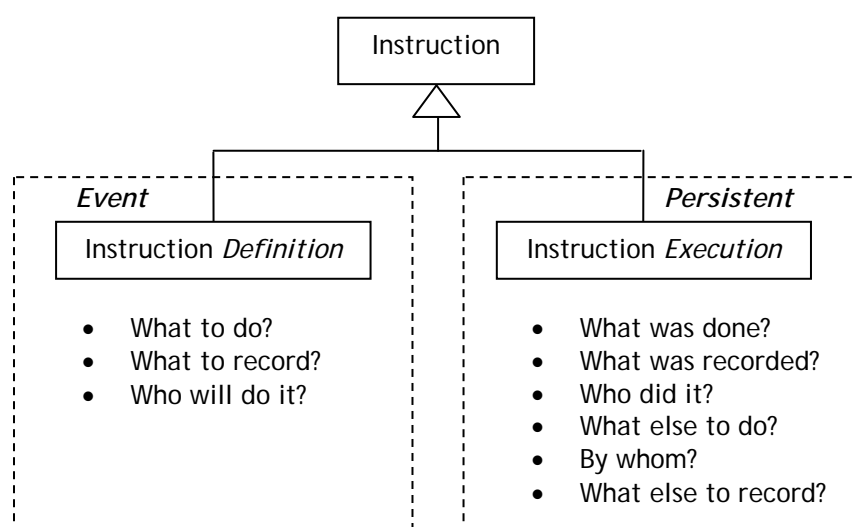 Instruction
Event
Instruction Definition
• What to do?
• What to record?
• Who will do it?
Persistent
Instruction Execution
• What was done?
• What was recorded?
• Who did it?
• What else to do?
• By whom?
• What else to record?